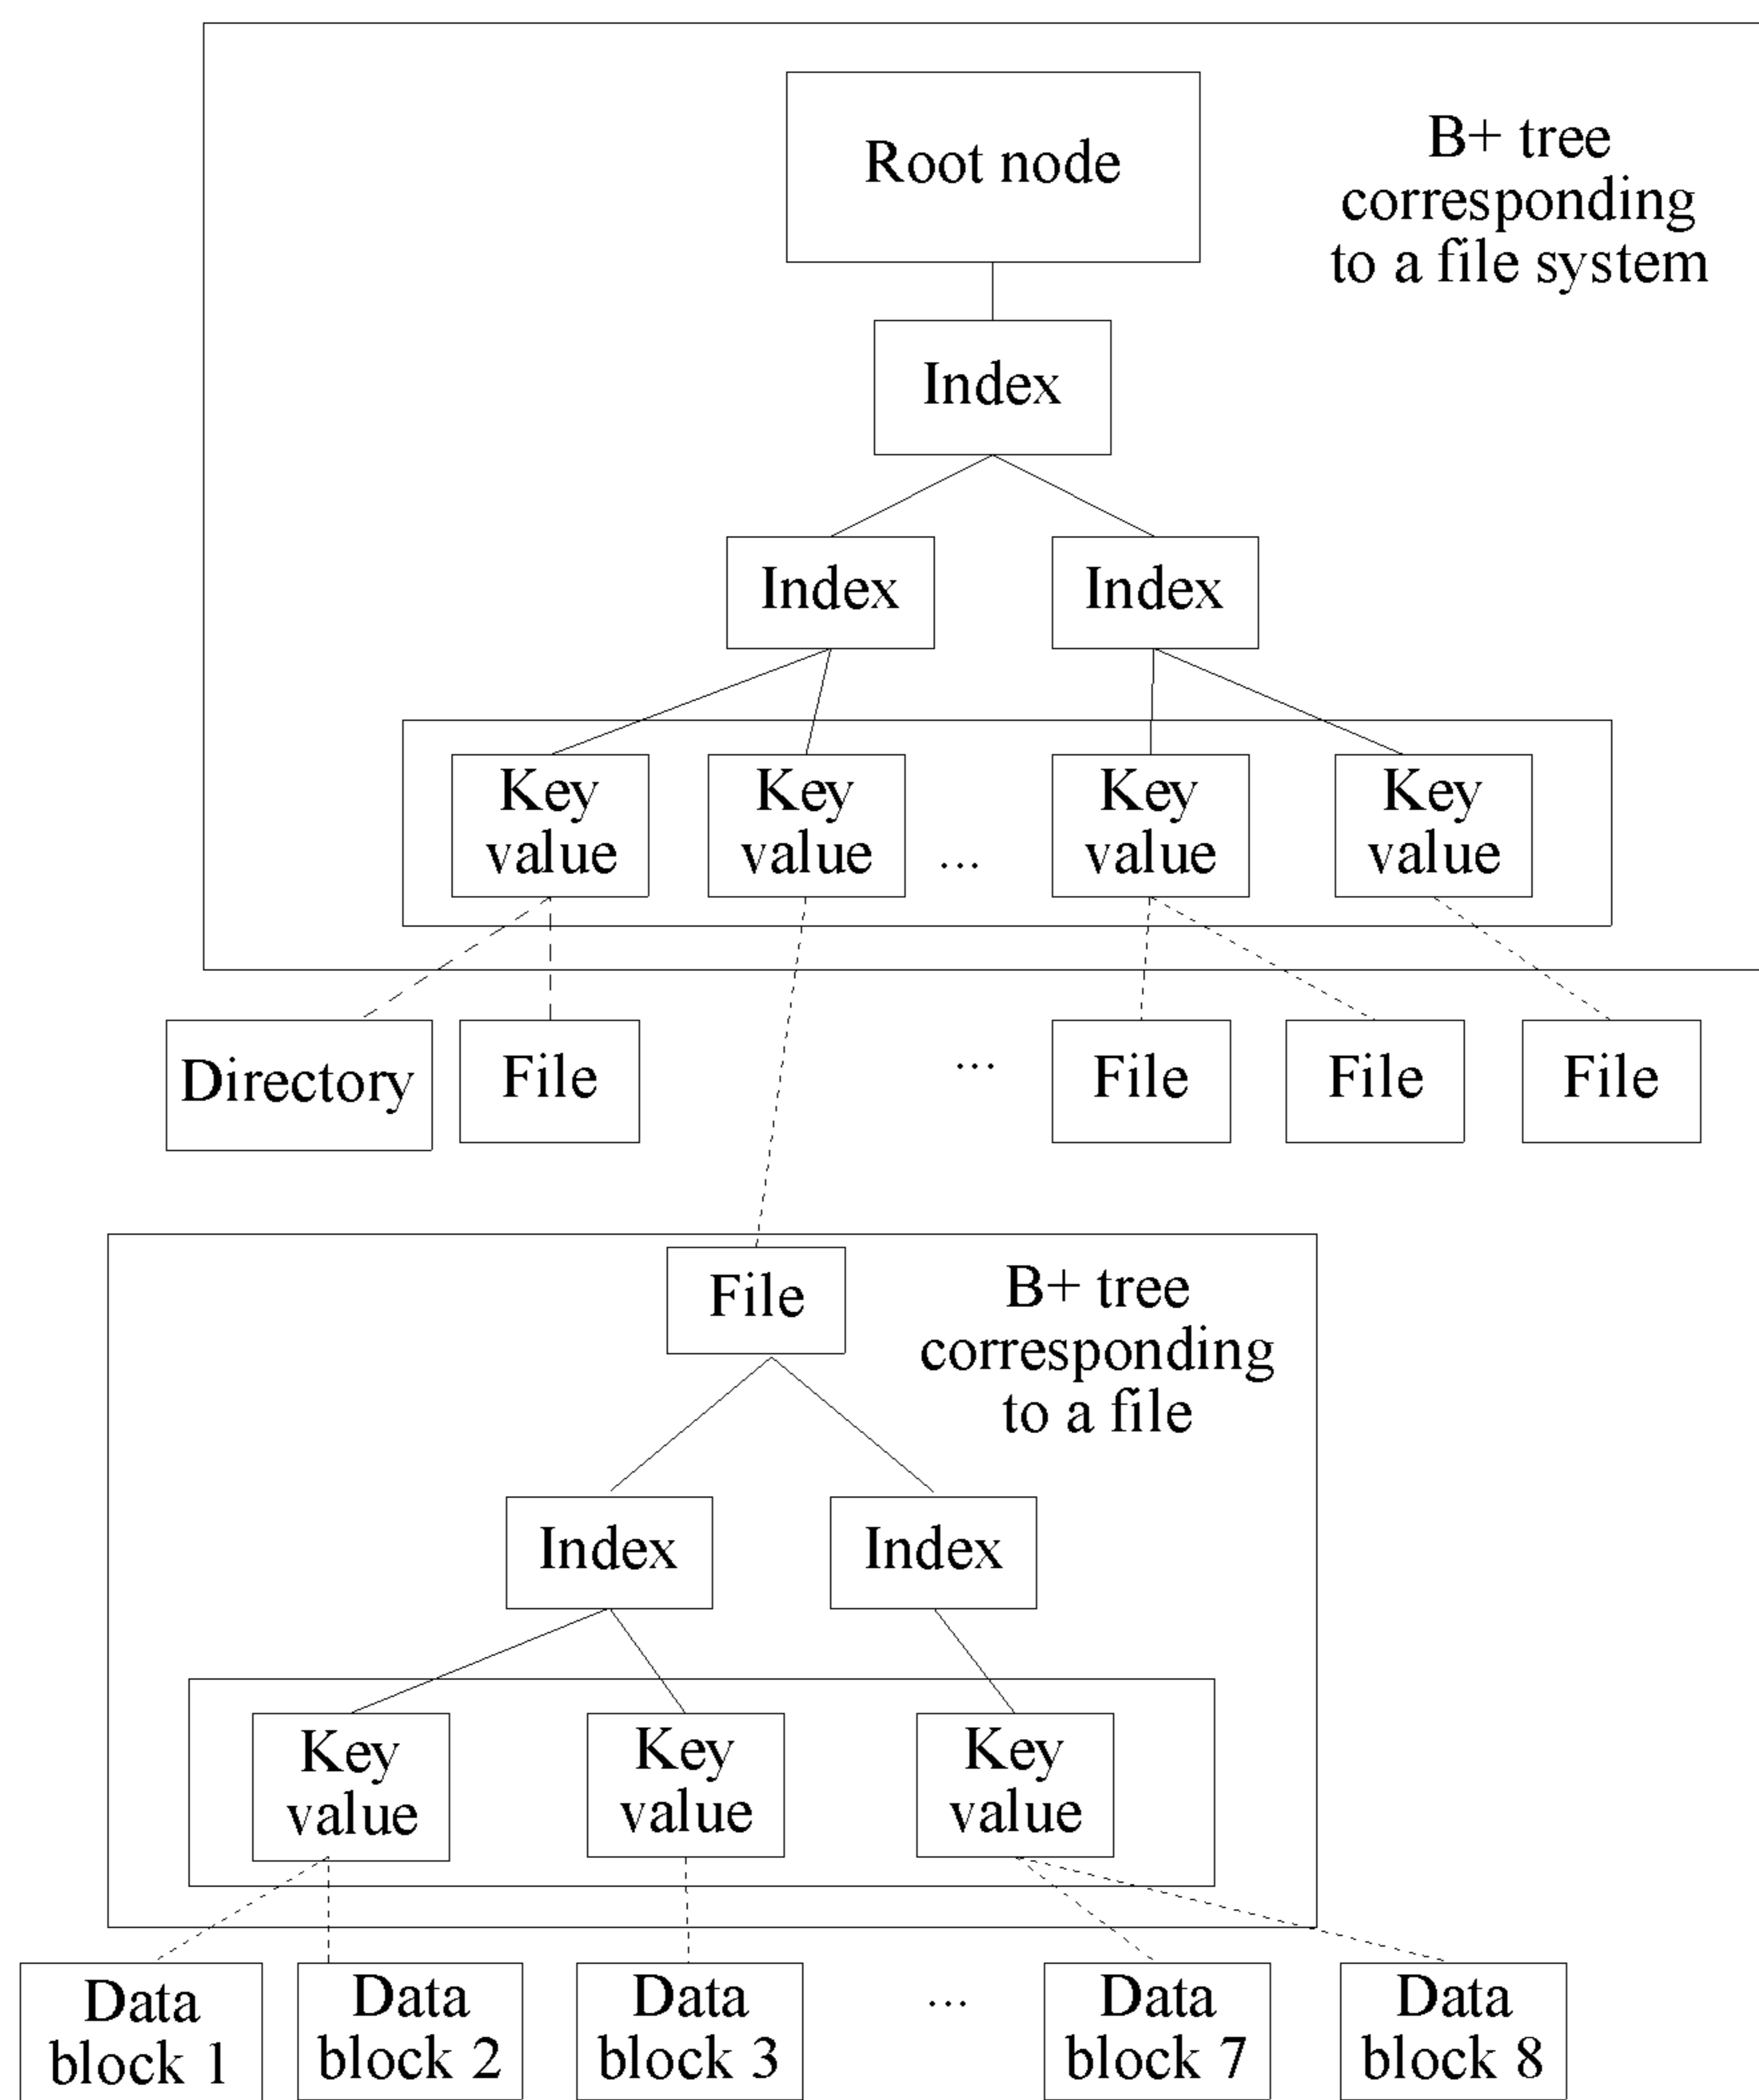 Root node
B+ tree
corresponding
to a file system
Index
Index
Index
Key
value
Key
value
...
Key
value
Key
value
Directory
File
...
File
File
File
File
B+ tree
corresponding
to a file
Index
Index
Key
value
Key
value
Key
value
Data
block 1
Data
block 2
Data
block 3
...
Data
block 7
Data
block 8